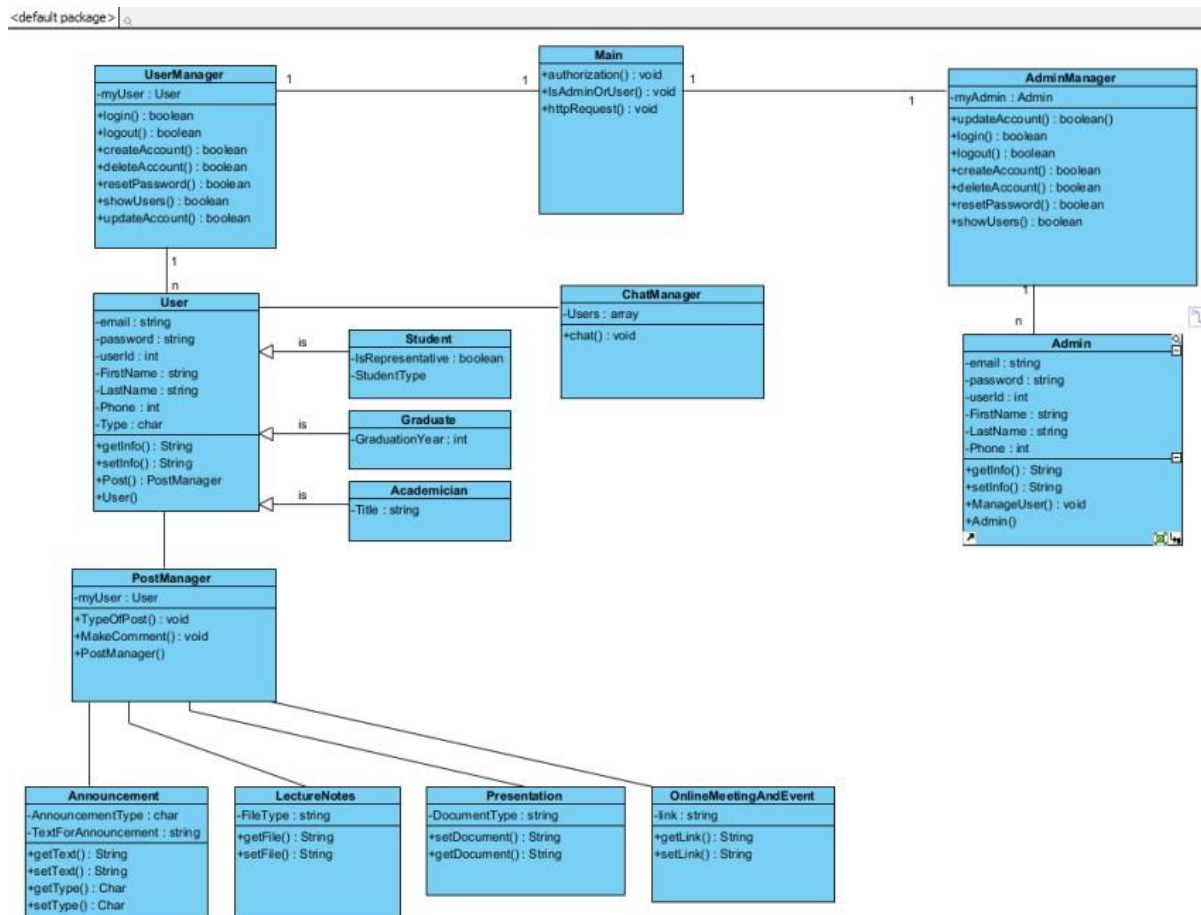 <default package>
Main
+authorization() : void
+IsAdminOrUser() : void
+httpRequest() : void
UserManager
-myUser : User
+login() : boolean
+logout() : boolean
+createAccount() : boolean
+deleteAccount() : boolean
+resetPassword() : boolean
+showUsers() : boolean
+updateAccount() : boolean
1
1
1
1
AdminManager
-myAdmin : Admin
+updateAccount() : boolean()
+login() : boolean
+logout() : boolean
+createAccount() : boolean
+deleteAccount() : boolean
+resetPassword() : boolean
+showUsers() : boolean
1
n
User
-email : string
-password : string
-userId : int
-FirstName : string
-LastName : string
-Phone : int
-Type : char
+getInfo() : String
+setInfo() : String
+Post() : PostManager
+User()
ChatManager
-Users : array
+chat() : void
is
Student
-IsRepresentative : boolean
-StudentType
is
Graduate
-GraduationYear : int
is
Academician
-Title : string
1
n
Admin
-email : string
-password : string
-userId : int
-FirstName : string
-LastName : string
-Phone : int
+getInfo() : String
+setInfo() : String
+ManageUser() : void
+Admin()
PostManager
-myUser : User
+TypeOfPost() : void
+MakeComment() : void
+PostManager()
Announcement
-AnnouncementType : char
-TextForAnnouncement : string
+getText() : String
+setText() : String
+getType() : Char
+setType() : Char
LectureNotes
-FileType : string
+getFile() : String
+setFile() : String
Presentation
-DocumentType : string
+setDocument() : String
+getDocument() : String
OnlineMeetingAndEvent
-link : string
+getLink() : String
+setLink() : String